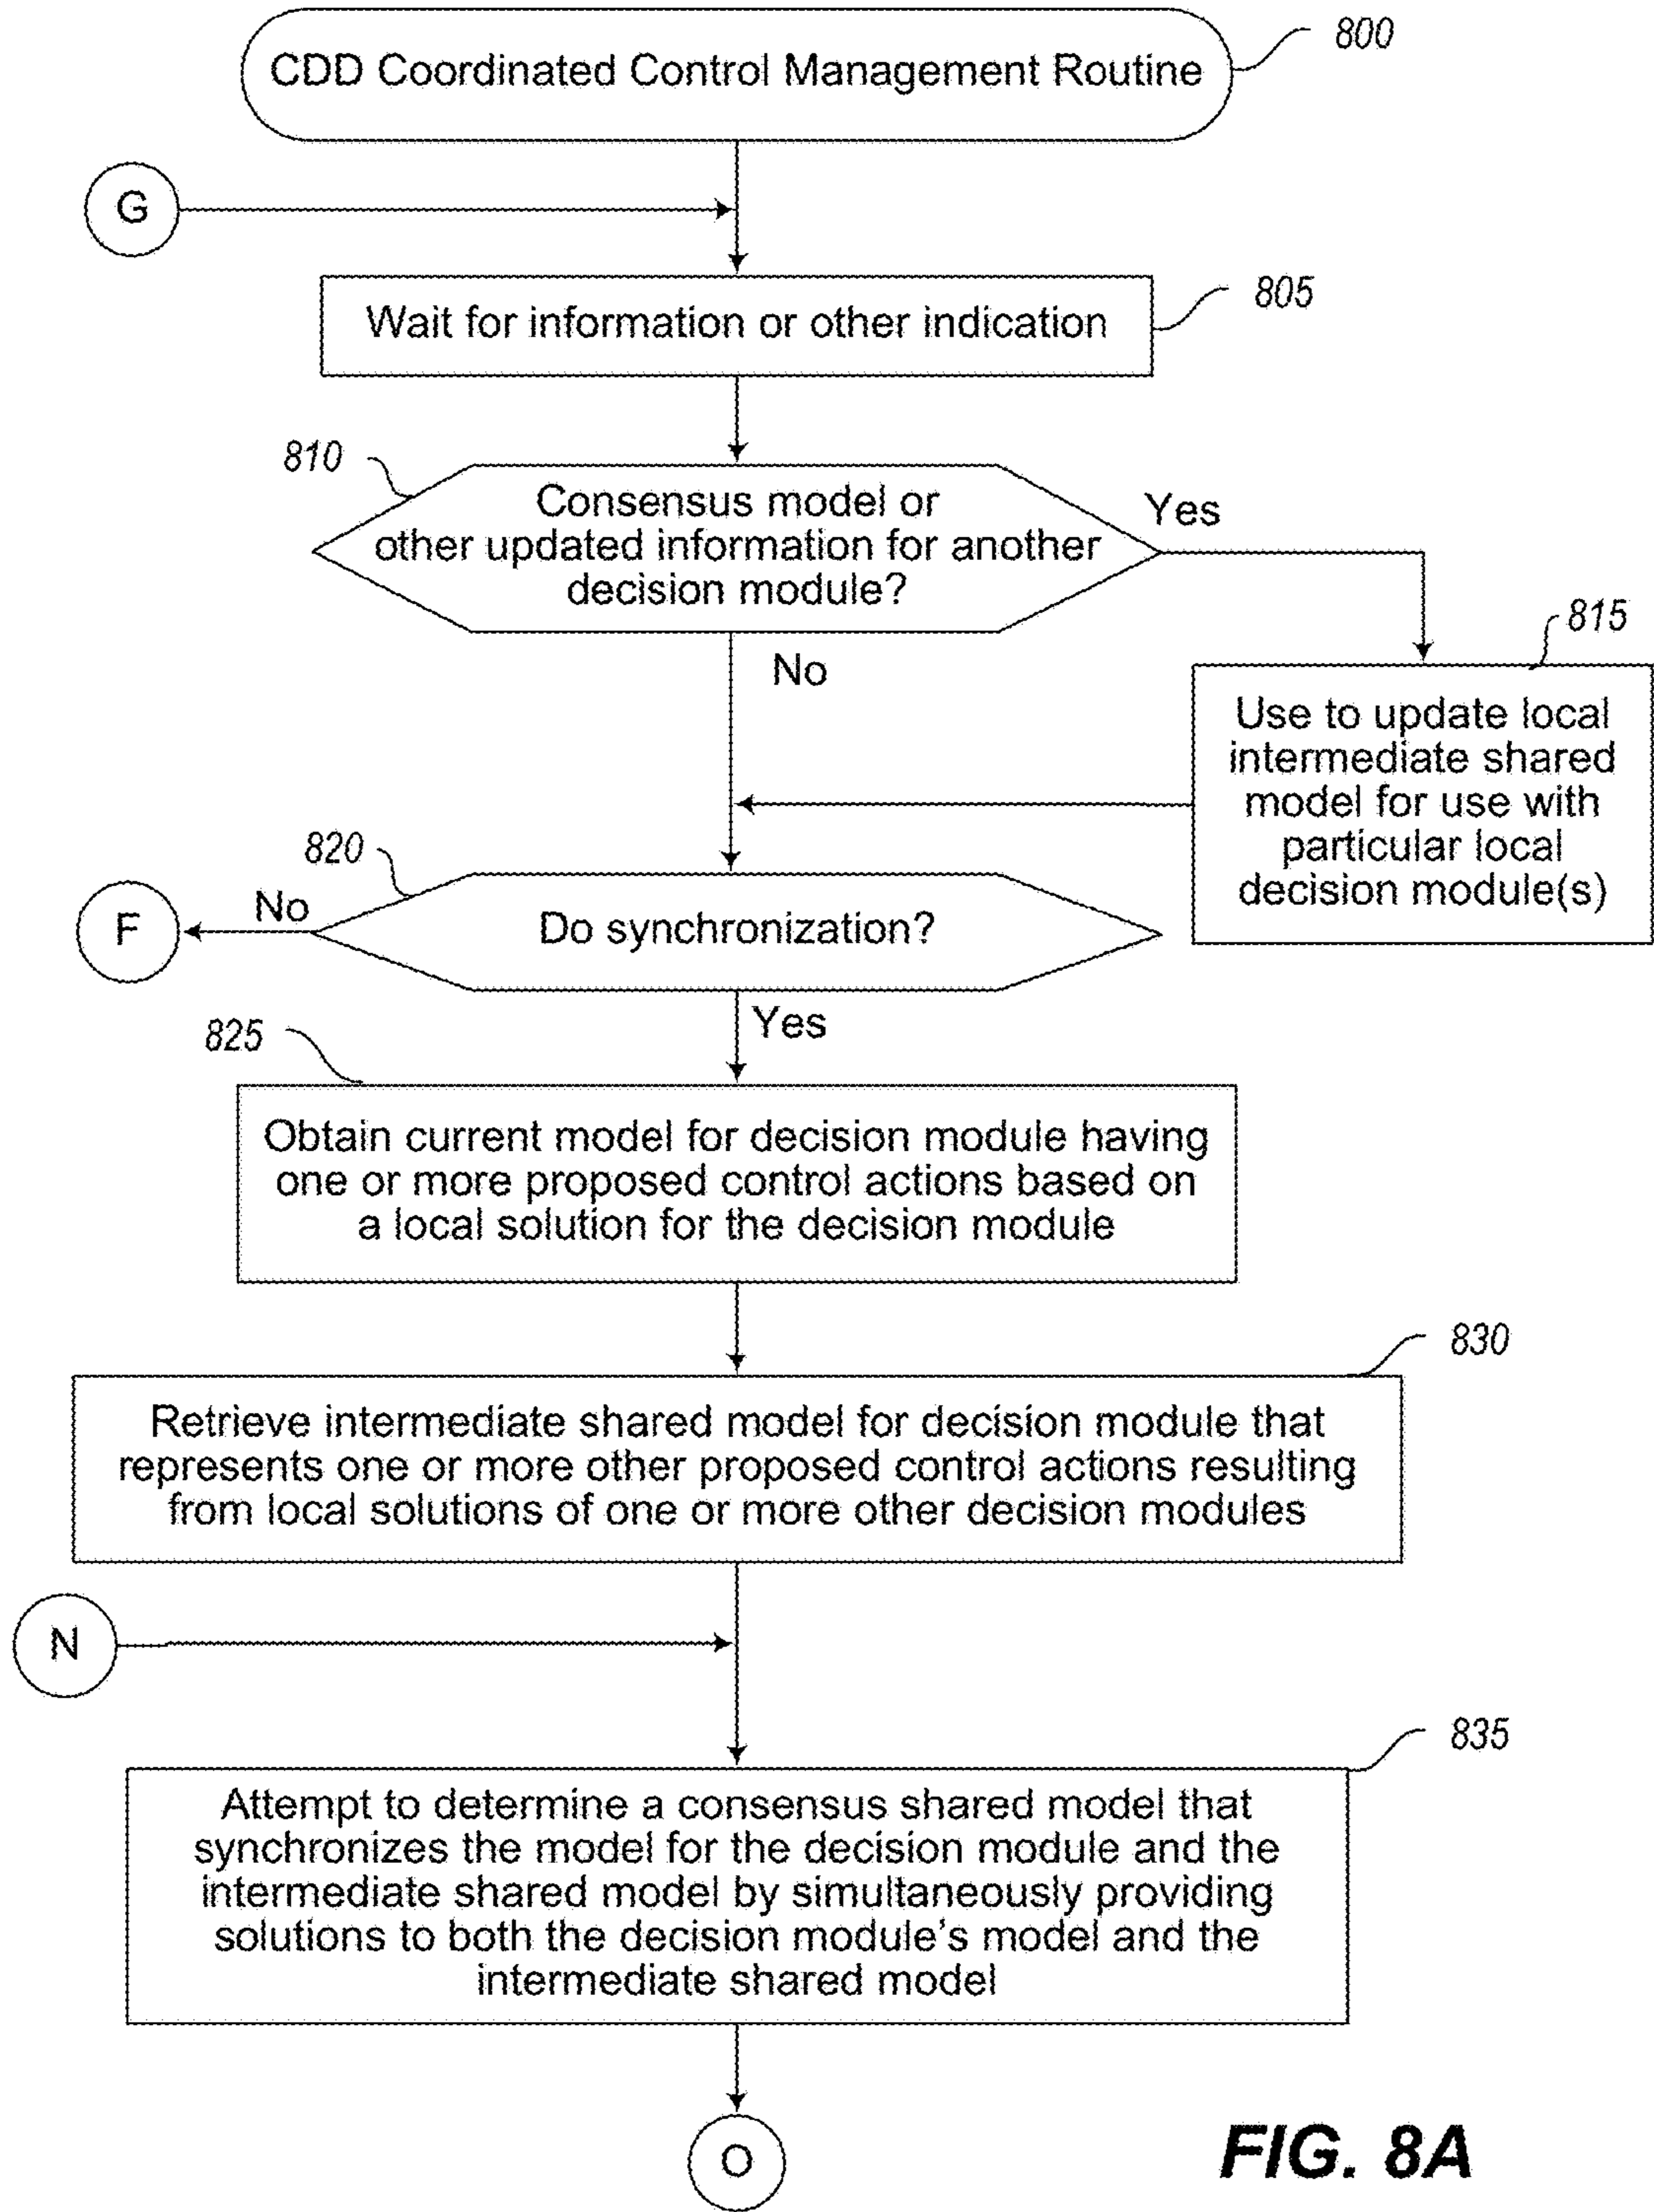 CDD Coordinated Control Management Routine
800
G
Wait for information or other indication
805
810
Consensus model or
other updated information for another
decision module?
Yes
No
815
Use to update local
intermediate shared
model for use with
particular local
decision module(s)
820
F
No
Do synchronization?
Yes
825
Obtain current model for decision module having
one or more proposed control actions based on
a local solution for the decision module
830
Retrieve intermediate shared model for decision module that
represents one or more other proposed control actions resulting
from local solutions of one or more other decision modules
N
835
Attempt to determine a consensus shared model that
synchronizes the model for the decision module and the
intermediate shared model by simultaneously providing
solutions to both the decision module's model and the
intermediate shared model
O
FIG. 8A